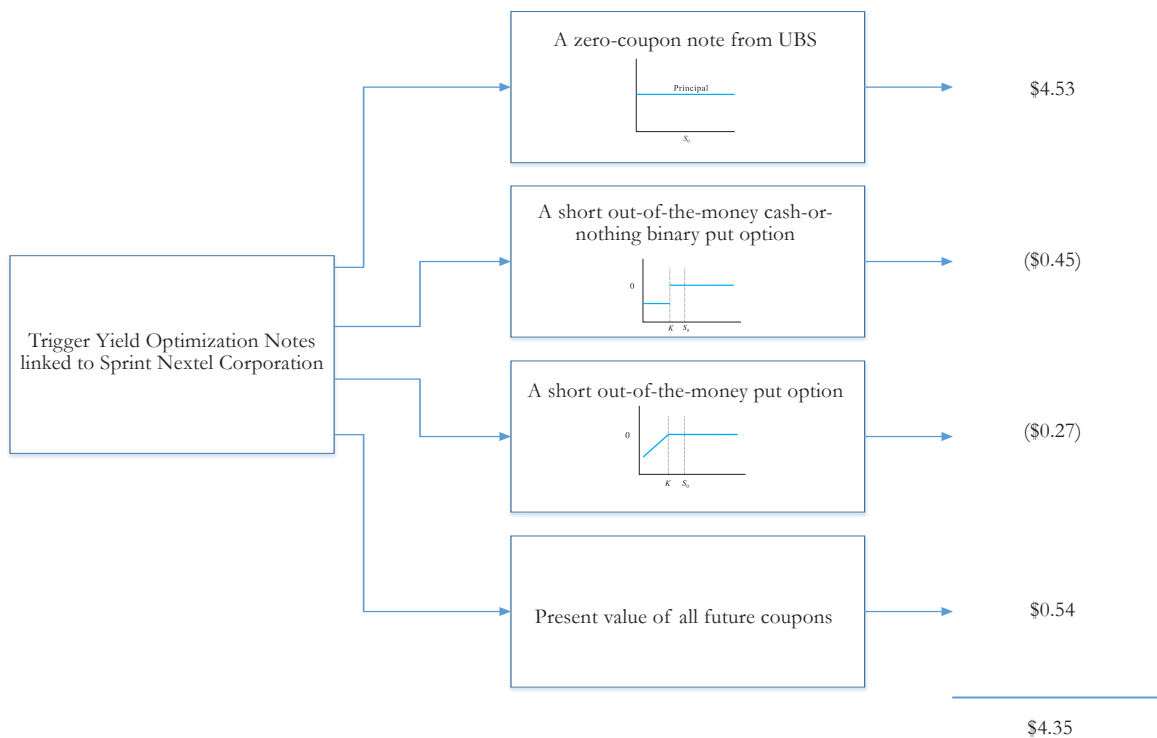 A zero-coupon note from UBS
Principal
S₀
$4.53
A short out-of-the-money cash-or-
nothing binary put option
0
K S₀
($0.45)
Trigger Yield Optimization Notes
linked to Sprint Nextel Corporation
A short out-of-the-money put option
0
K S₀
($0.27)
Present value of all future coupons
$0.54
$4.35